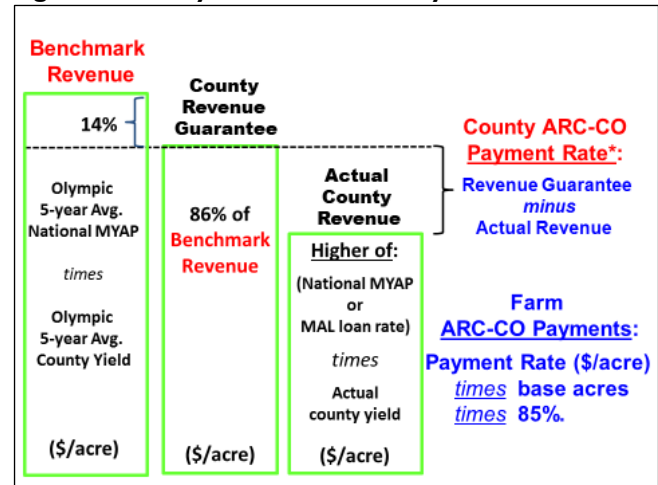 Benchmark
Revenue
14%
Olympic
5-year Avg.
National MYAP
times
Olympic
5-year Avg.
County Yield
($/acre)
County
Revenue
Guarantee
86% of
Benchmark
Revenue
($/acre)
Actual
County
Revenue
Higher of:
(National MYAP
or
MAL loan rate)
times
Actual
county yield
($/acre)
County ARC-CO
Payment Rate*:
Revenue Guarantee
minus
Actual Revenue
Farm
ARC-CO Payments:
Payment Rate ($/acre)
times base acres
times 85%.